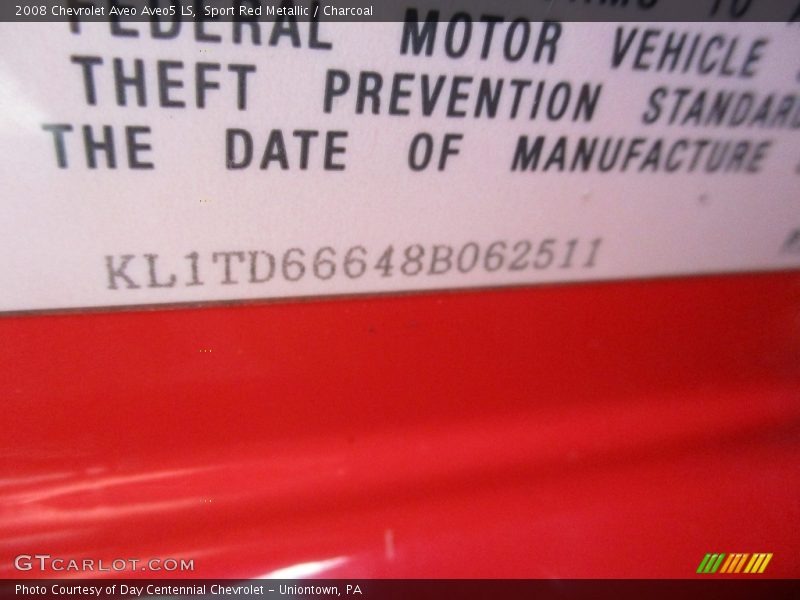 2008 Chevrolet Aveo Aveo5 LS, Sport Red Metallic / Charcoal
FEDERAL MOTOR VEHICLE
THEFT PREVENTION STANDARD
THE DATE OF MANUFACTURE
KL1TD66648B062511
GTCARLOT.COM
Photo Courtesy of Day Centennial Chevrolet - Uniontown, PA